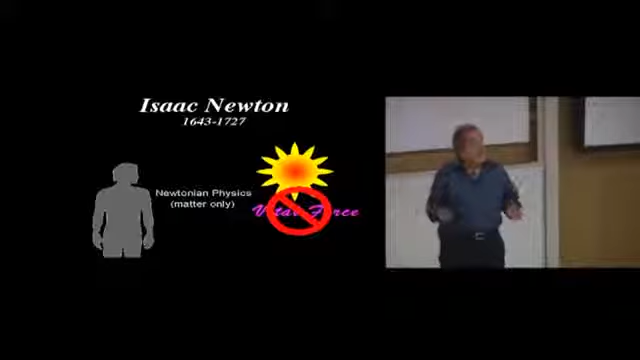 Isaac Newton
1643-1727
Newtonian Physics
(matter only)
Vital Force